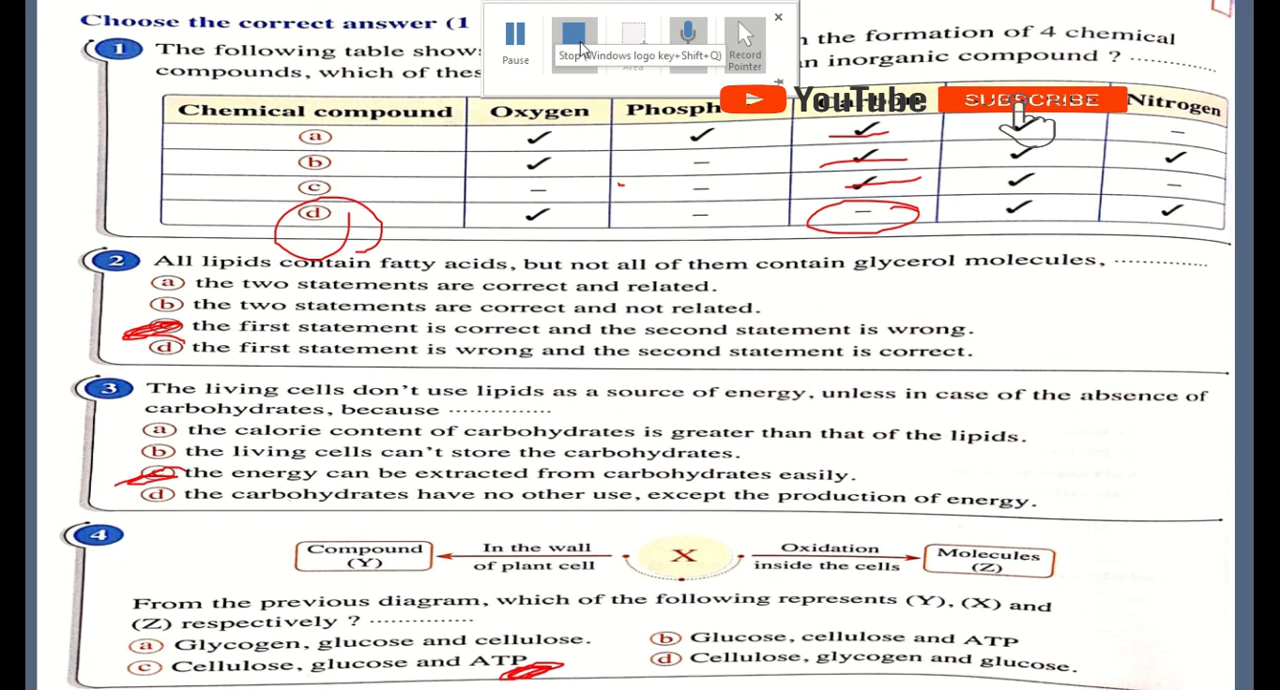 Choose the correct answer (1
1 The following table show
n the formation of 4 chemical
compounds, which of thes
n inorganic compound ? ..............
Pause
Stop (Windows logo key+Shift+Q)
Record
Pointer
YouTube SUBSCRIBE
Chemical compound Oxygen Phosph Nitrogen
a ✓ ✓ ✓ ✓ –
b ✓ – ✓ ✓ ✓
c – – ✓ ✓ –
d ✓ – – ✓ ✓
2 All lipids contain fatty acids, but not all of them contain glycerol molecules, ..............
a the two statements are correct and related.
b the two statements are correct and not related.
the first statement is correct and the second statement is wrong.
d the first statement is wrong and the second statement is correct.
3 The living cells don't use lipids as a source of energy, unless in case of the absence of
carbohydrates, because ..............
a the calorie content of carbohydrates is greater than that of the lipids.
b the living cells can't store the carbohydrates.
the energy can be extracted from carbohydrates easily.
d the carbohydrates have no other use, except the production of energy.
4
Compound (Y) In the wall of plant cell X Oxidation inside the cells Molecules (Z)
From the previous diagram, which of the following represents (Y), (X) and
(Z) respectively ? ..............
a Glycogen, glucose and cellulose. b Glucose, cellulose and ATP
c Cellulose, glucose and ATP d Cellulose, glycogen and glucose.